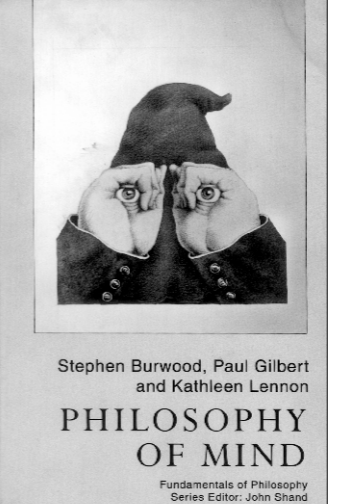 Stephen Burwood, Paul Gilbert
and Kathleen Lennon
PHILOSOPHY
OF MIND
Fundamentals of Philosophy
Series Editor: John Shand